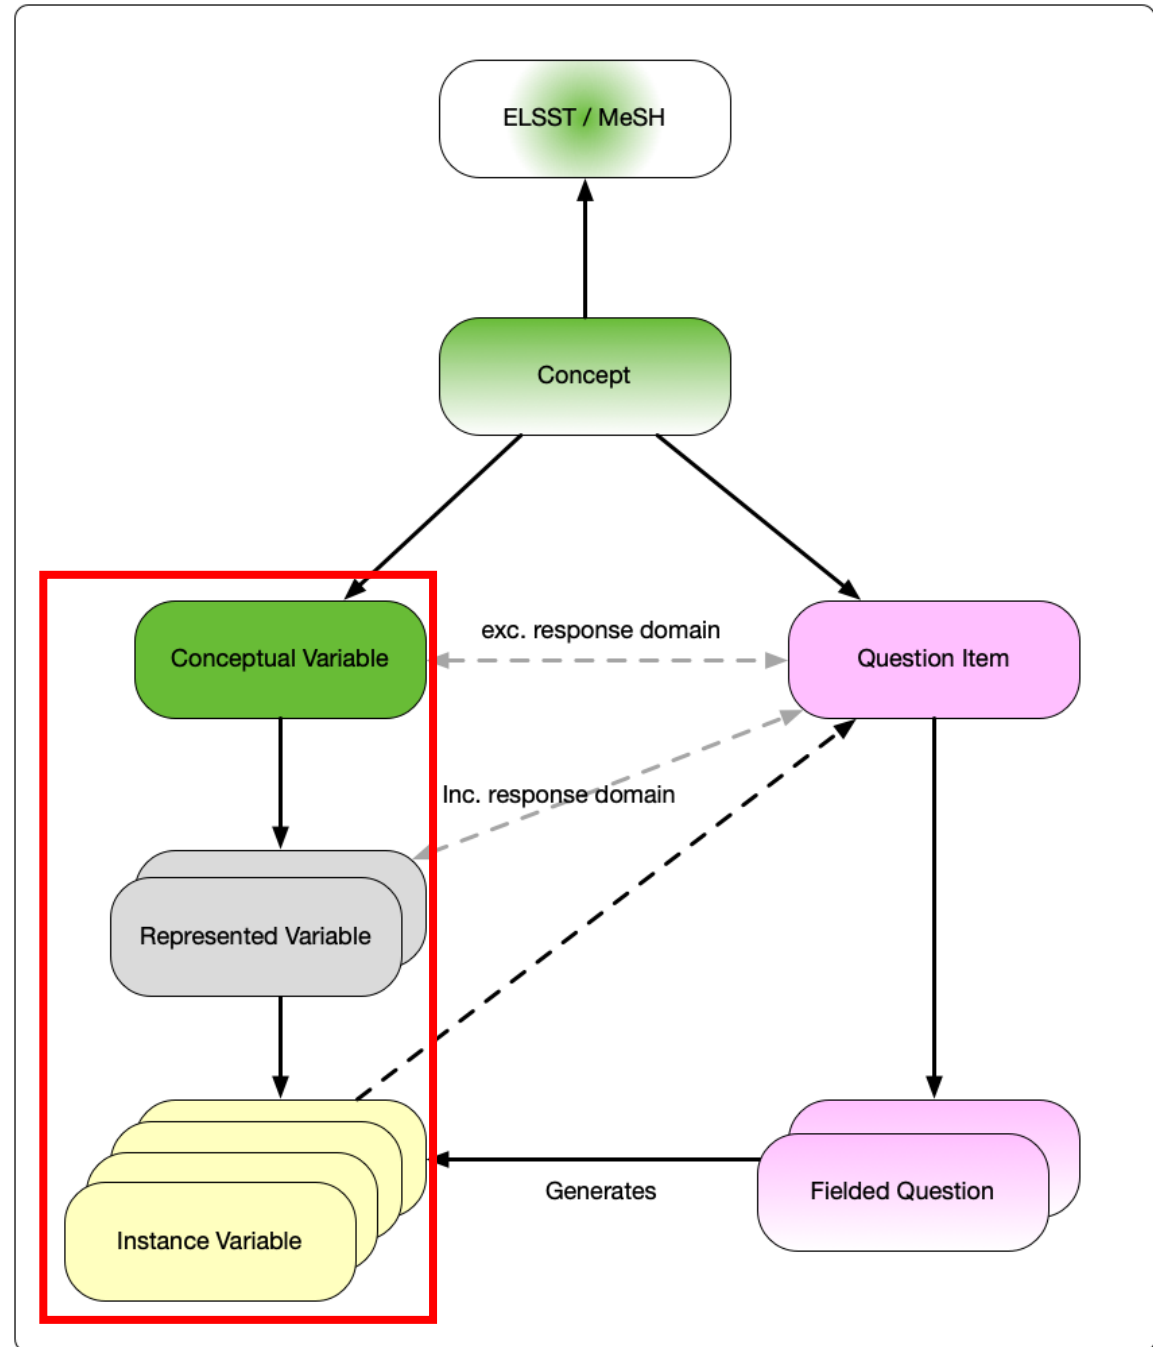 ELSST / MeSH
Concept
Conceptual Variable
exc. response domain
Question Item
Inc. response domain
Represented Variable
Generates
Fielded Question
Instance Variable